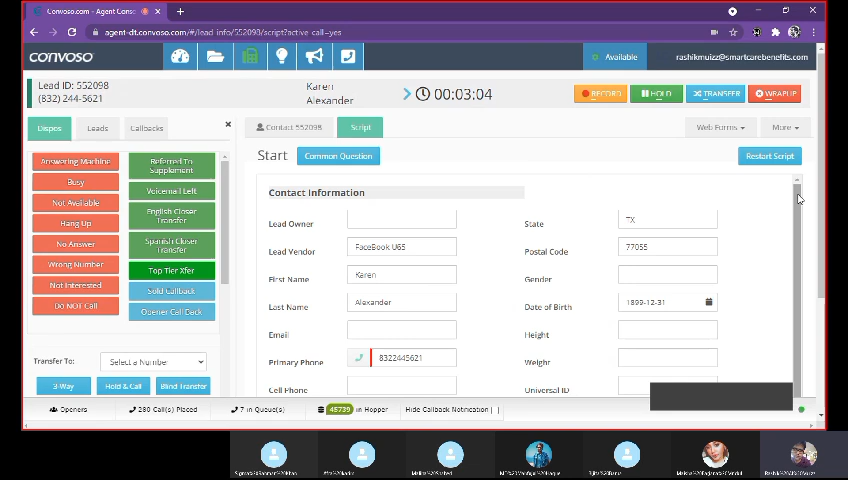 Convoso.com - Agent Conso
agent-dt.convoso.com/#/lead_info/552098/script?active_call=yes
CONVOSO
Available
rashikmuizz@smartcarebenefits.com
Lead ID: 552098
(832) 244-5621
Karen
Alexander
00:03:04
RECORD
HOLD
TRANSFER
WRAPUP
Dispos
Leads
Callbacks
Contact 552098
Script
Web Forms
More
Start
Common Question
Restart Script
Answering Machine
Busy
Not Available
Hang Up
No Answer
Wrong Number
Not Interested
Do NOT Call
Referred To
Supplement
Voicemail Left
English Closer
Transfer
Spanish Closer
Transfer
Top Tier Xfer
Sold Callback
Opener Call Back
Transfer To:
Select a Number
3-Way
Hold & Call
Blind Transfer
Contact Information
Lead Owner
State
TX
Lead Vendor
FaceBook U65
Postal Code
77055
First Name
Karen
Gender
Last Name
Alexander
Date of Birth
1899-12-31
Email
Height
Primary Phone
8322445621
Weight
Cell Phone
Universal ID
Openers
280 Call(s) Placed
7 in Queue(s)
45739 in Hopper
Hide Callback Notification